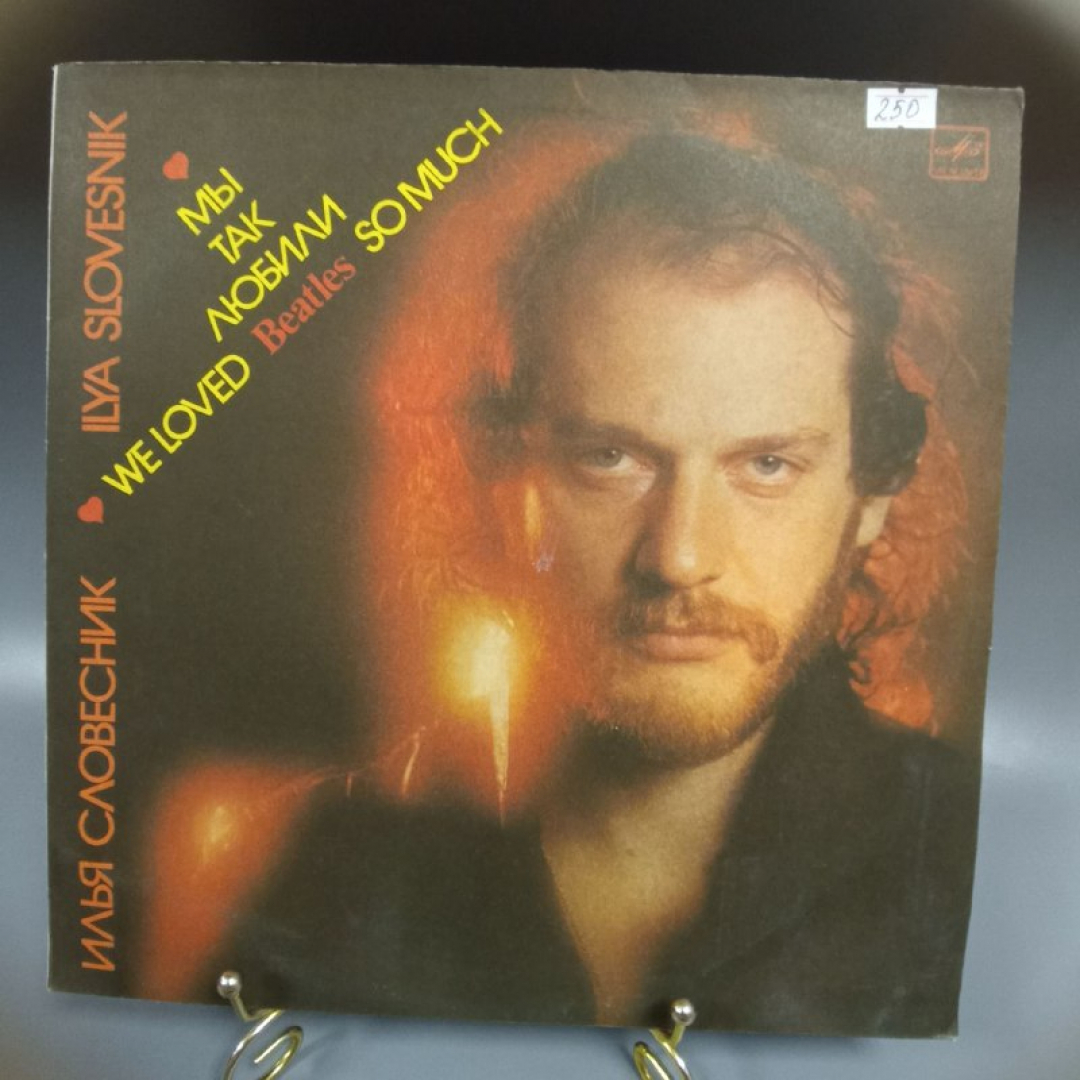 250
ILYA SLOVESNIK
ИЛЬЯ СЛОВЕСНИК
МЫ
ТАК
ЛЮБИЛИ
WE LOVED Beatles SO MUCH